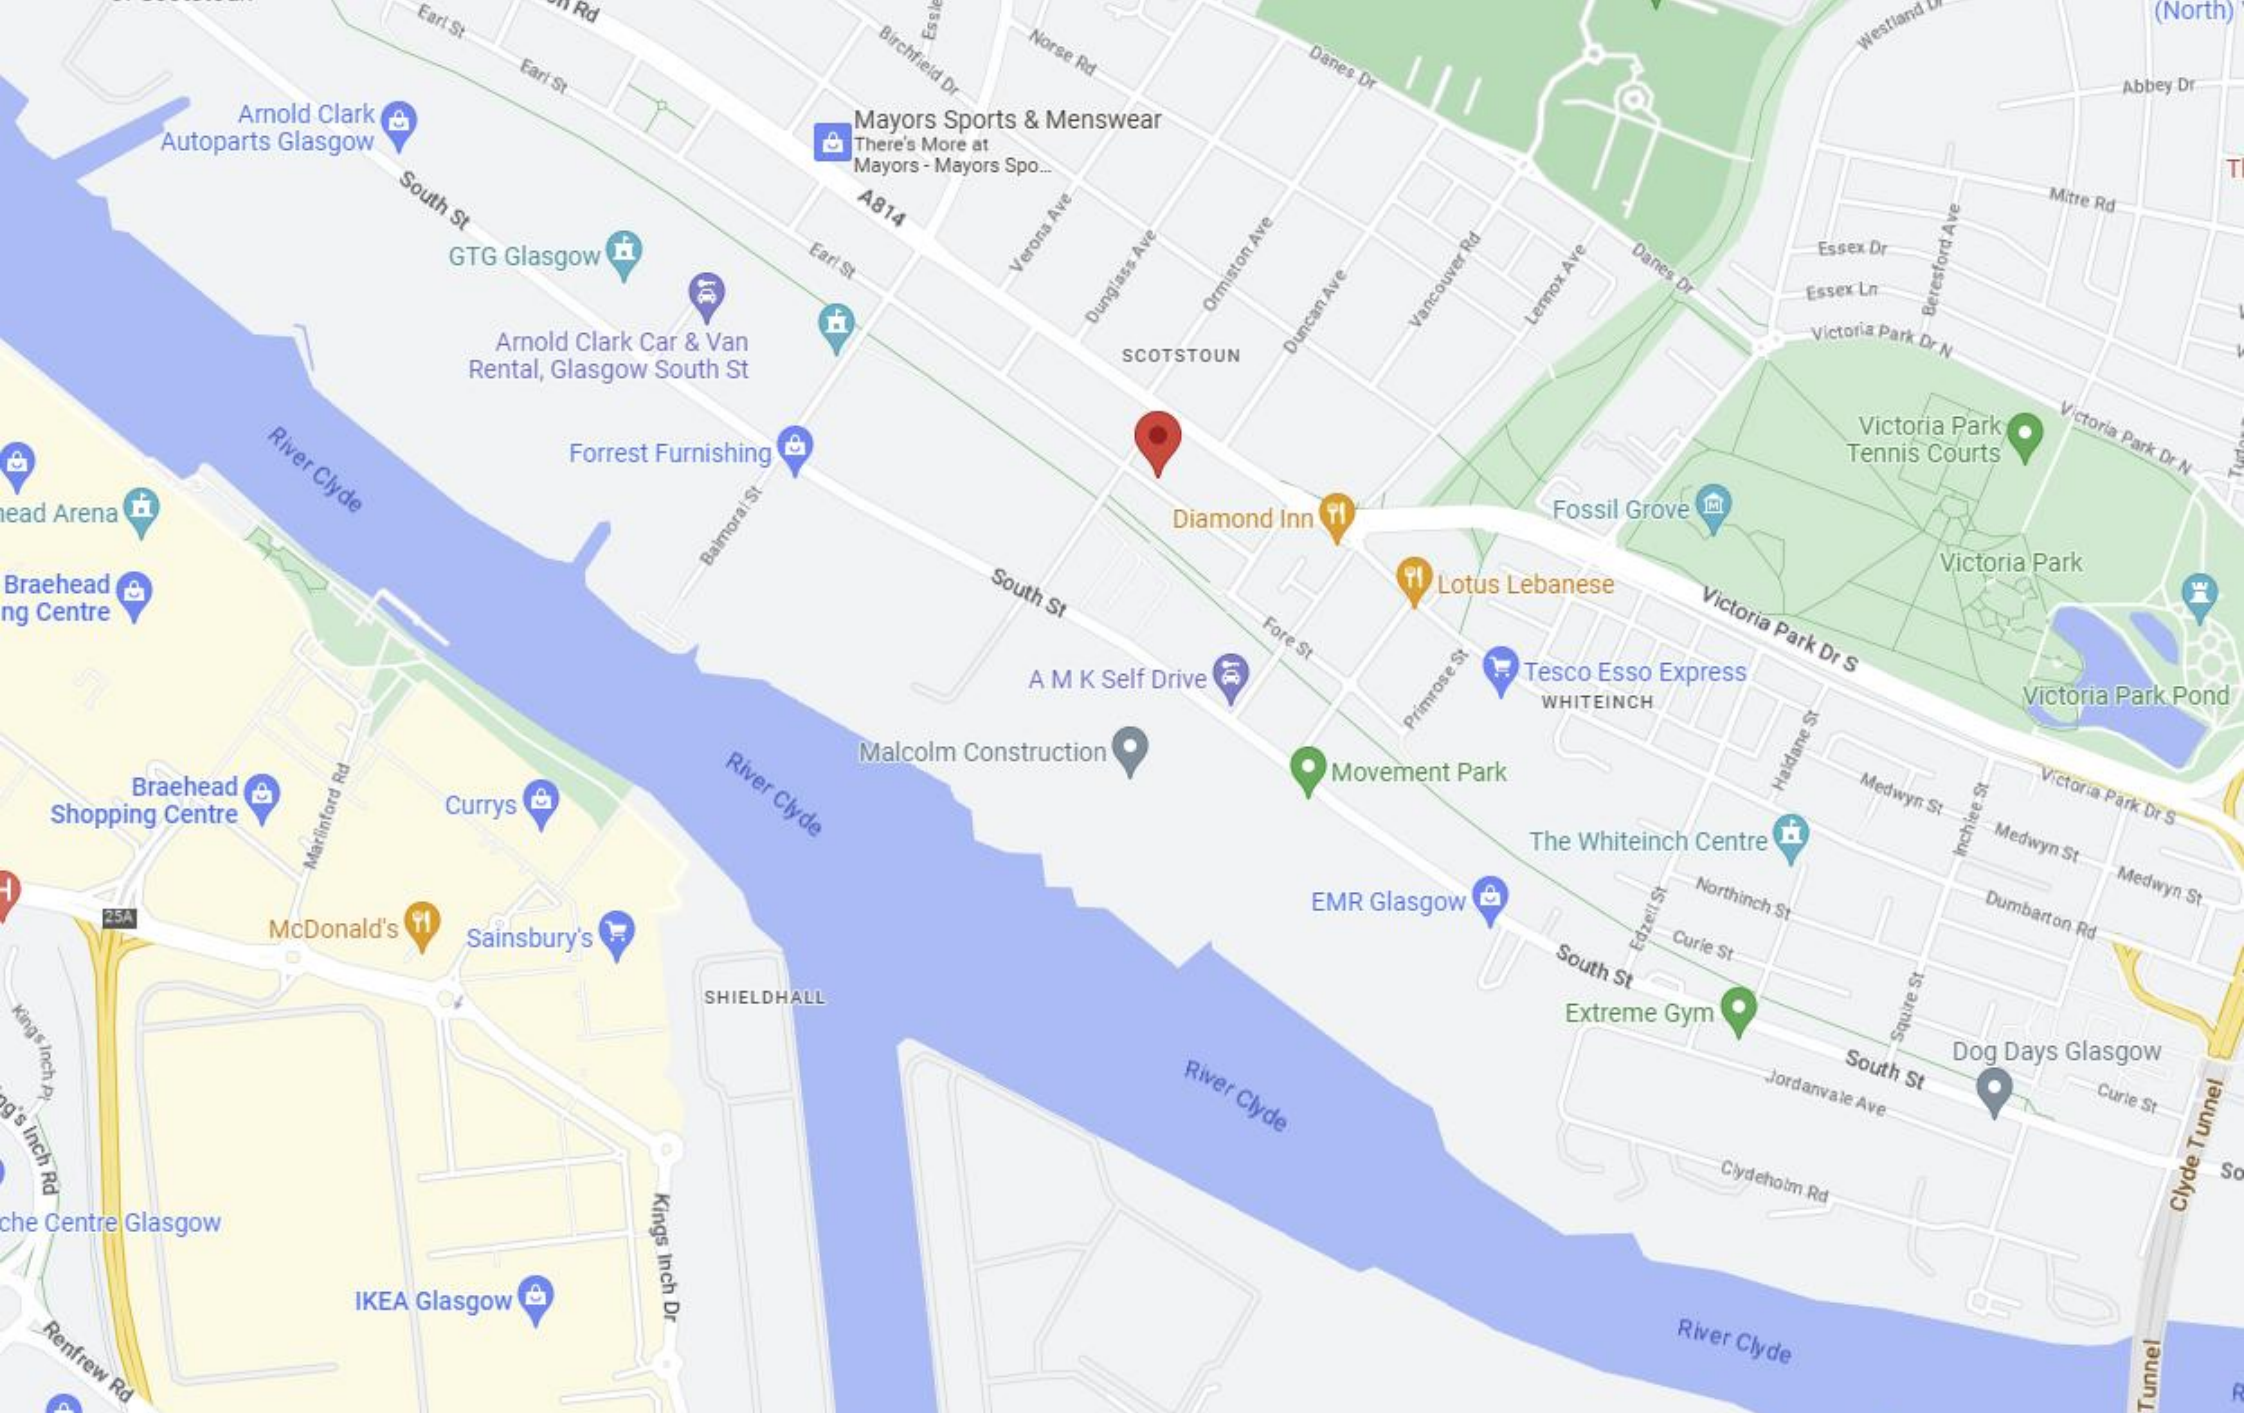 Earl St
Earl St
Birchfield Dr
Norse Rd
Danes Dr
Westland Dr
(North)
Abbey Dr
Arnold Clark
Autoparts Glasgow
Mayors Sports & Menswear
There's More at
Mayors - Mayors Spo...
South St
A814
GTG Glasgow
Earl St
Verona Ave
Dunglass Ave
Ormiston Ave
Duncan Ave
Vancouver Rd
Lennox Ave
Danes Dr
Mitre Rd
Essex Dr
Essex Ln
Beresford Ave
Victoria Park Dr N
Arnold Clark Car & Van
Rental, Glasgow South St
SCOTSTOUN
Victoria Park
Tennis Courts
Victoria Park Dr N
River Clyde
Forrest Furnishing
Balmoral St
Diamond Inn
Fossil Grove
Victoria Park
head Arena
Braehead
ng Centre
South St
Lotus Lebanese
Victoria Park Dr S
Fore St
A M K Self Drive
Primrose St
Tesco Esso Express
WHITEINCH
Victoria Park Pond
Malcolm Construction
Movement Park
River Clyde
Haldane St
Medwyn St
Victoria Park Dr S
Braehead
Shopping Centre
Marlinford Rd
Currys
The Whiteinch Centre
Inchlee St
Medwyn St
Medwyn St
25A
McDonald's
Sainsbury's
EMR Glasgow
Edzell St
Northinch St
Dumbarton Rd
Curie St
South St
SHIELDHALL
Extreme Gym
Squire St
Dog Days Glasgow
South St
Jordanvale Ave
Curie St
Kings Inch Pl
River Clyde
Clyde Tunnel
Clydeholm Rd
So
ng's Inch Rd
che Centre Glasgow
Kings Inch Dr
IKEA Glasgow
Renfrew Rd
River Clyde
Tunnel